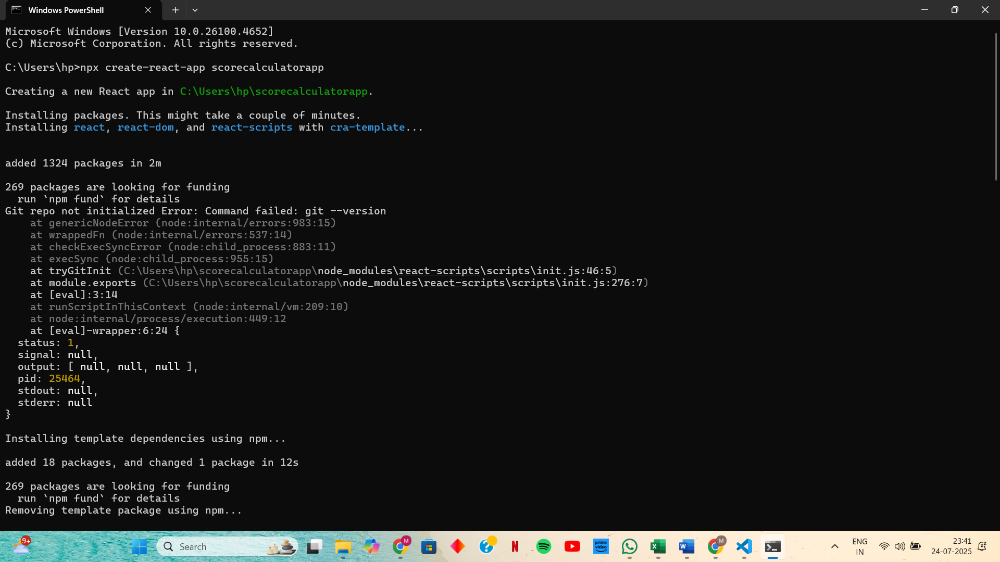 Windows PowerShell
Microsoft Windows [Version 10.0.26100.4652]
(c) Microsoft Corporation. All rights reserved.
C:\Users\hp>npx create-react-app scorecalculatorapp
Creating a new React app in C:\Users\hp\scorecalculatorapp.
Installing packages. This might take a couple of minutes.
Installing react, react-dom, and react-scripts with cra-template...
added 1324 packages in 2m
269 packages are looking for funding
  run `npm fund` for details
Git repo not initialized Error: Command failed: git --version
    at genericNodeError (node:internal/errors:983:15)
    at wrappedFn (node:internal/errors:537:14)
    at checkExecSyncError (node:child_process:883:11)
    at execSync (node:child_process:955:15)
    at tryGitInit (C:\Users\hp\scorecalculatorapp\node_modules\react-scripts\scripts\init.js:46:5)
    at module.exports (C:\Users\hp\scorecalculatorapp\node_modules\react-scripts\scripts\init.js:276:7)
    at [eval]:3:14
    at runScriptInThisContext (node:internal/vm:209:10)
    at node:internal/process/execution:449:12
    at [eval]-wrapper:6:24 {
  status: 1,
  signal: null,
  output: [ null, null, null ],
  pid: 25464,
  stdout: null,
  stderr: null
}
Installing template dependencies using npm...
added 18 packages, and changed 1 package in 12s
269 packages are looking for funding
  run `npm fund` for details
Removing template package using npm...
9+
Search
M
N
prime video
X
W
M
ENG
IN
23:41
24-07-2025